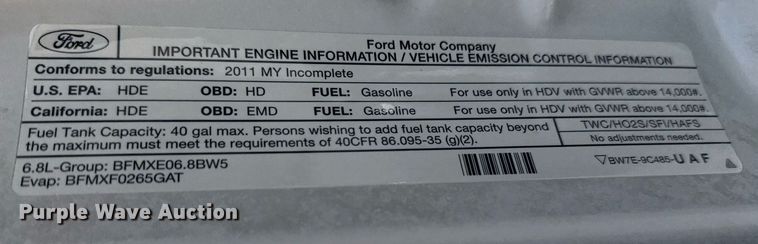 Ford
Ford Motor Company
IMPORTANT ENGINE INFORMATION / VEHICLE EMISSION CONTROL INFORMATION
Conforms to regulations: 2011 MY Incomplete
U.S. EPA: HDE OBD: HD FUEL: Gasoline For use only in HDV with GVWR above 14,000#.
California: HDE OBD: EMD FUEL: Gasoline For use only in HDV with GVWR above 14,000#.
Fuel Tank Capacity: 40 gal max. Persons wishing to add fuel tank capacity beyond
the maximum must meet the requirements of 40CFR 86.095-35 (g)(2).
TWC/HO2S/SFI/HAFS
No adjustments needed.
6.8L-Group: BFMXE06.8BW5
Evap: BFMXF0265GAT
BW7E-9C485-UAF
Purple Wave Auction